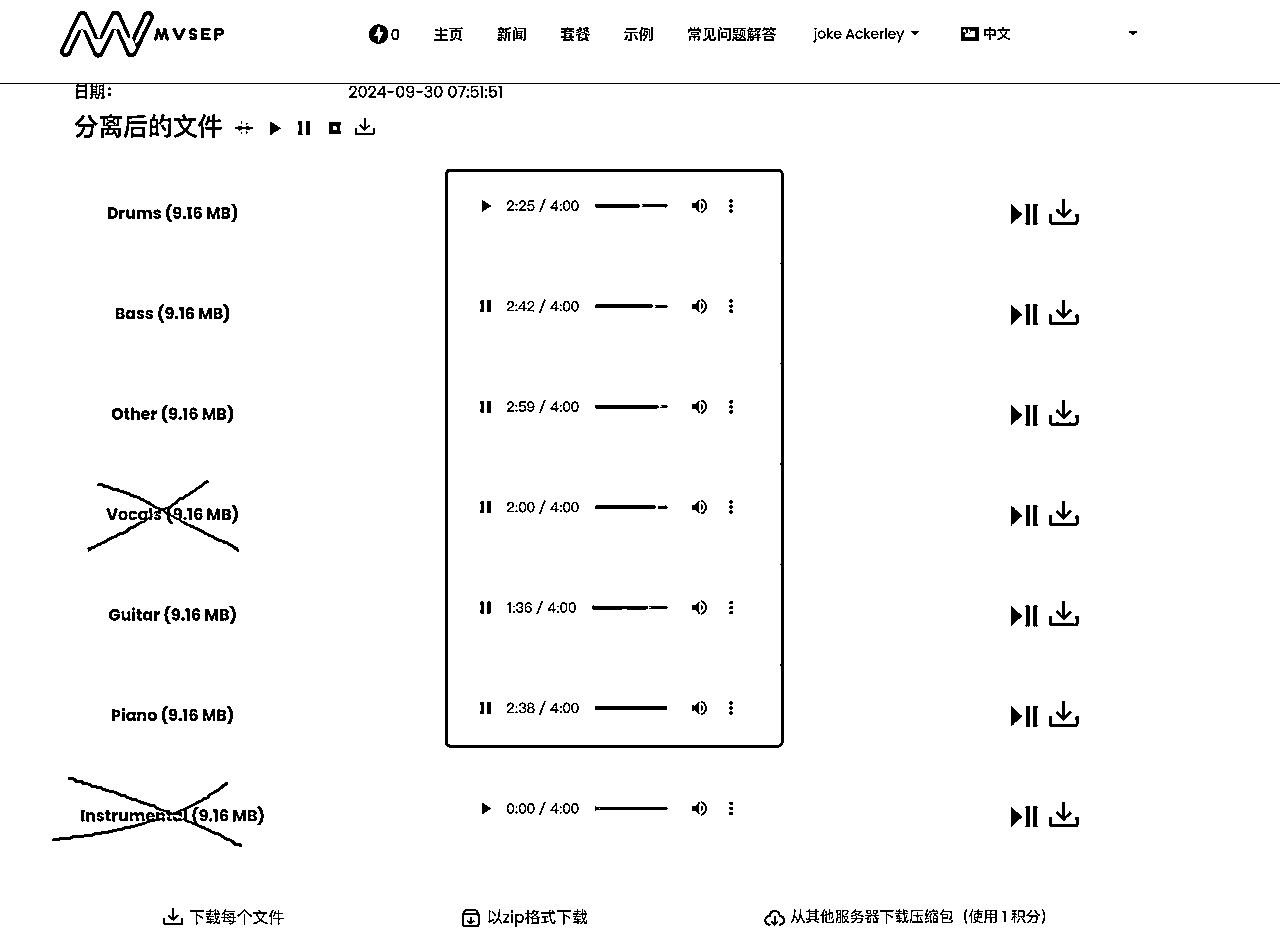 MVSEP 0 主页 新闻 套餐 示例 常见问题解答 joke Ackerley 中文
日期: 2024-09-30 07:51:51
分离后的文件
Drums (9.16 MB) 2:25 / 4:00
Bass (9.16 MB) 2:42 / 4:00
Other (9.16 MB) 2:59 / 4:00
Vocals (9.16 MB) 2:00 / 4:00
Guitar (9.16 MB) 1:36 / 4:00
Piano (9.16 MB) 2:38 / 4:00
Instrumental (9.16 MB) 0:00 / 4:00
下载每个文件 以zip格式下载 从其他服务器下载压缩包（使用 1 积分）